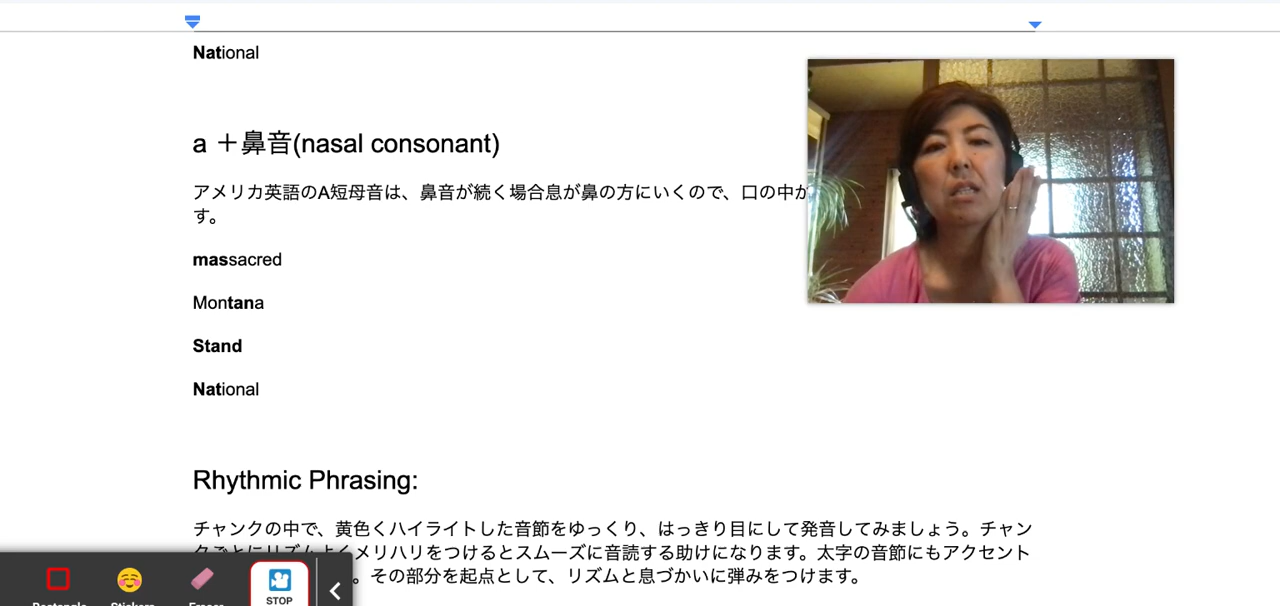 National
a ＋鼻音(nasal consonant)
アメリカ英語のA短母音は、鼻音が続く場合息が鼻の方にいくので、口の中が
す。
massacred
Montana
Stand
National
Rhythmic Phrasing:
チャンクの中で、黄色くハイライトした音節をゆっくり、はっきり目にして発音してみましょう。チャン
クごとにリズムよくメリハリをつけるとスムーズに音読する助けになります。太字の音節にもアクセント
。その部分を起点として、リズムと息づかいに弾みをつけます。
Rectangle Stickers Eraser STOP